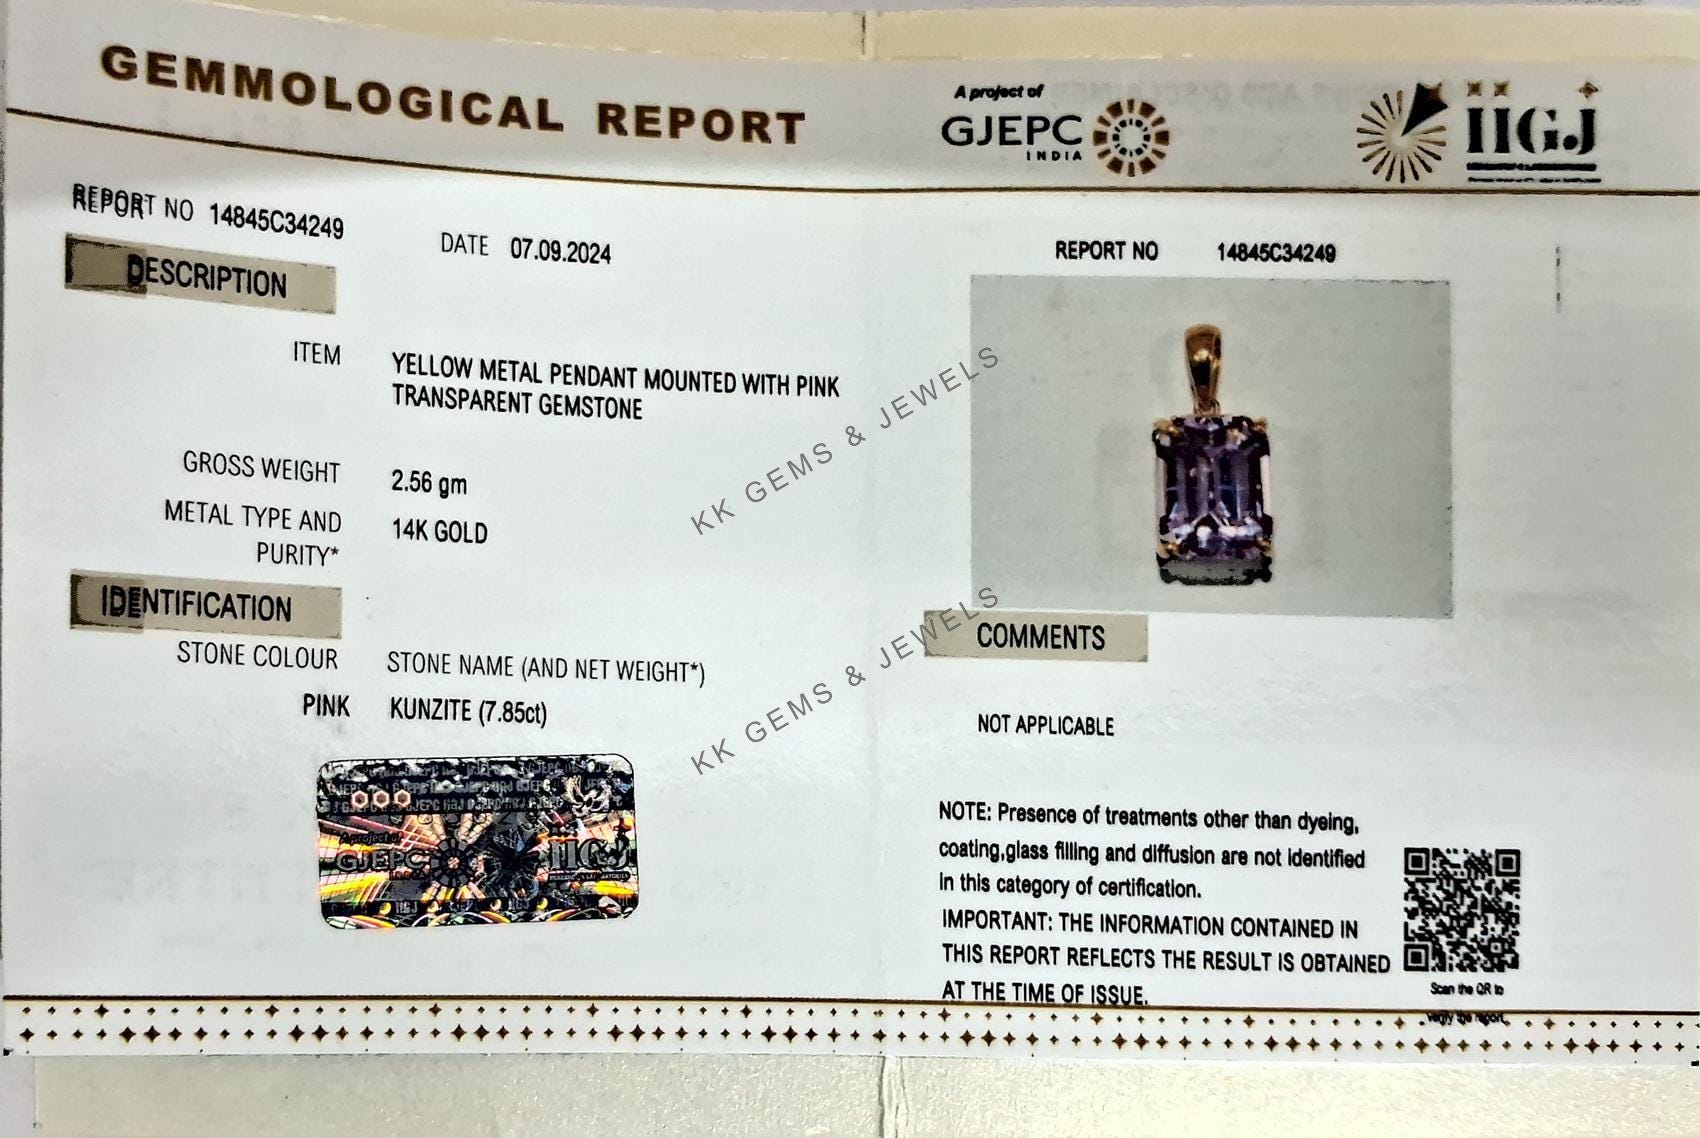 GEMMOLOGICAL REPORT
A project of
GJEPC
INDIA
IIGJ
REPORT NO 14845C34249
DATE 07.09.2024
DESCRIPTION
ITEM YELLOW METAL PENDANT MOUNTED WITH PINK
TRANSPARENT GEMSTONE
GROSS WEIGHT 2.56 gm
METAL TYPE AND 14K GOLD
PURITY*
IDENTIFICATION
STONE COLOUR STONE NAME (AND NET WEIGHT*)
PINK KUNZITE (7.85ct)
A project of
GJEPC
INDIA
IIGJ
REPORT NO 14845C34249
COMMENTS
NOT APPLICABLE
NOTE: Presence of treatments other than dyeing,
coating,glass filling and diffusion are not identified
in this category of certification.
IMPORTANT: THE INFORMATION CONTAINED IN
THIS REPORT REFLECTS THE RESULT IS OBTAINED
AT THE TIME OF ISSUE.
Scan the QR to
verify the report.
KK GEMS & JEWELS
KK GEMS & JEWELS